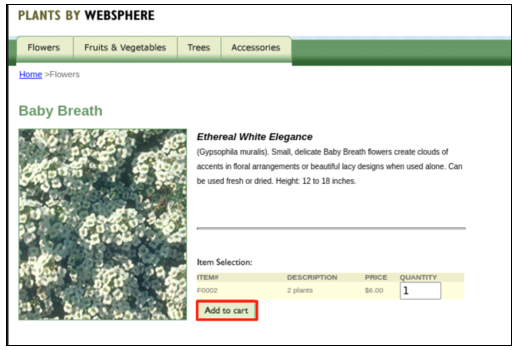 PLANTS BY WEBSPHERE
Flowers Fruits & Vegetables Trees Accessories
Home >Flowers
Baby Breath
Ethereal White Elegance
(Gypsophila muralis). Small, delicate Baby Breath flowers create clouds of
accents in floral arrangements or beautiful lacy designs when used alone. Can
be used fresh or dried. Height: 12 to 18 inches.
Item Selection:
ITEM# DESCRIPTION PRICE QUANTITY
F0002 2 plants $6.00 1
Add to cart